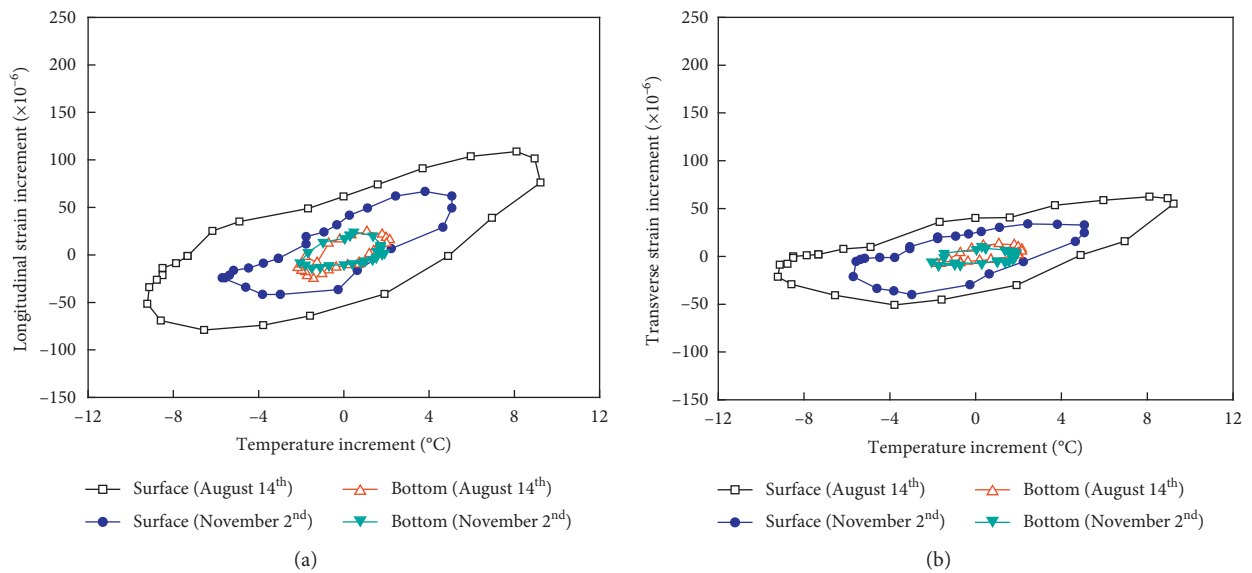 250
200
150
100
50
0
–50
–100
–150
Longitudinal strain increment (×10⁻⁶)
–12 –8 –4 0 4 8 12
Temperature increment (°C)
Surface (August 14th) Bottom (August 14th)
Surface (November 2nd) Bottom (November 2nd)
(a)
250
200
150
100
50
0
–50
–100
–150
Transverse strain increment (×10⁻⁶)
–12 –8 –4 0 4 8 12
Temperature increment (°C)
Surface (August 14th) Bottom (August 14th)
Surface (November 2nd) Bottom (November 2nd)
(b)